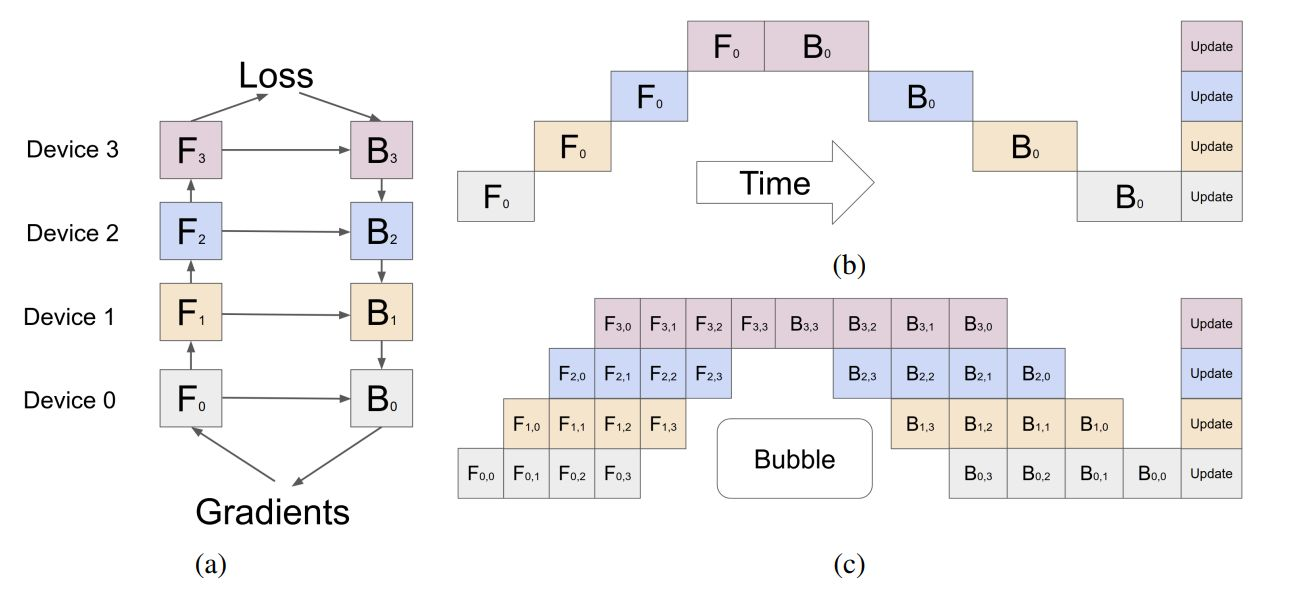 Loss
Device 3 F3 B3
Device 2 F2 B2
Device 1 F1 B1
Device 0 F0 B0
Gradients
(a)
F0 B0 Update
F0 B0 Update
F0 B0 Update
Time
F0 B0 Update
(b)
F3,0 F3,1 F3,2 F3,3 B3,3 B3,2 B3,1 B3,0 Update
F2,0 F2,1 F2,2 F2,3 B2,3 B2,2 B2,1 B2,0 Update
F1,0 F1,1 F1,2 F1,3 B1,3 B1,2 B1,1 B1,0 Update
Bubble
F0,0 F0,1 F0,2 F0,3 B0,3 B0,2 B0,1 B0,0 Update
(c)